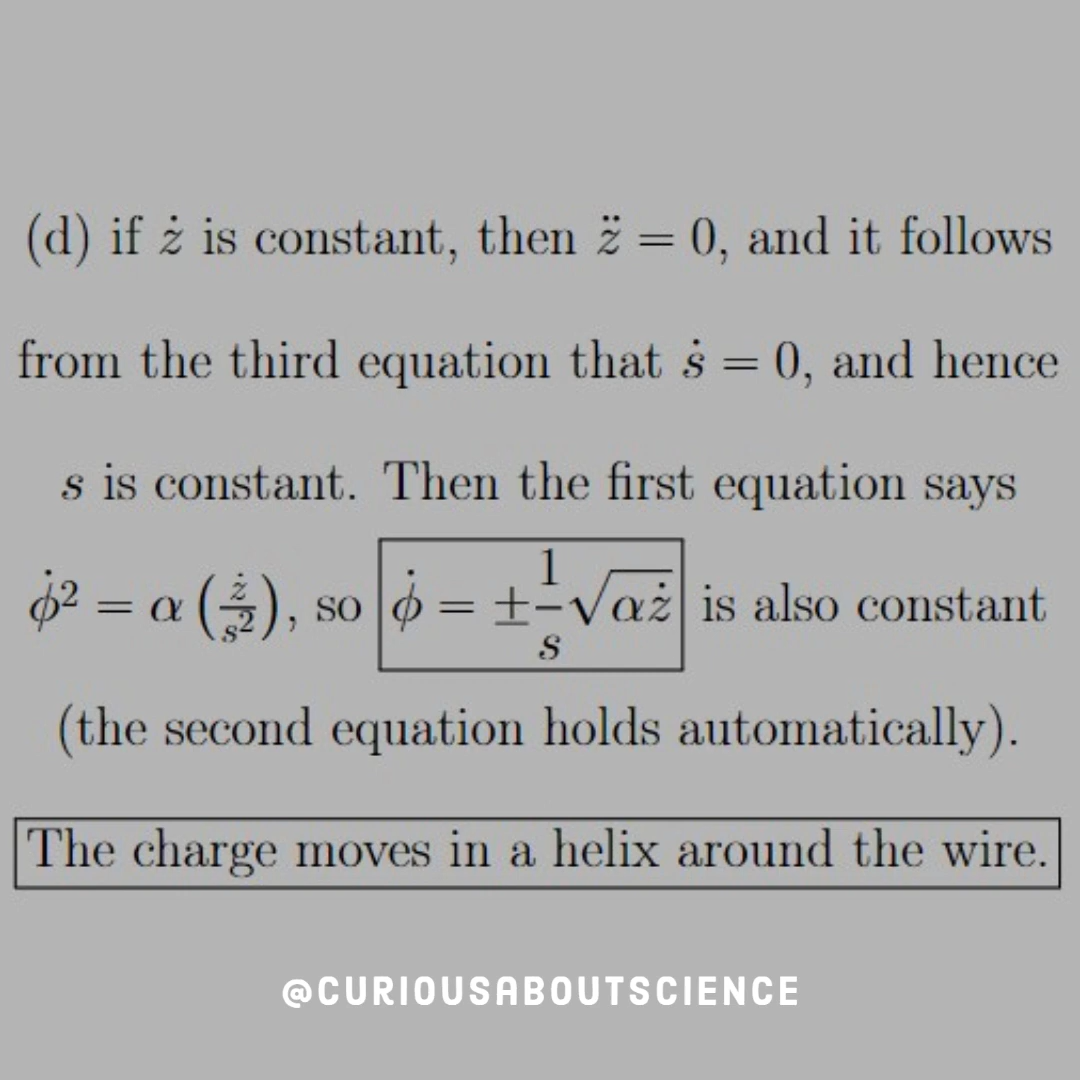 (d) if ż is constant, then z̈ = 0, and it follows
from the third equation that ṡ = 0, and hence
s is constant. Then the first equation says
ϕ̇² = α (ż/s²), so ϕ̇ = ±1/s √αż is also constant
(the second equation holds automatically).
The charge moves in a helix around the wire.
@CURIOUSABOUTSCIENCE